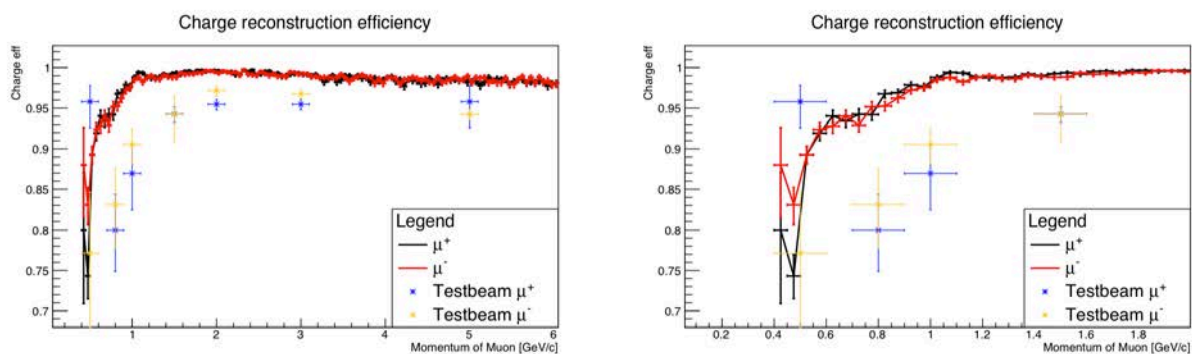 Charge reconstruction efficiency
Charge eff
1
0.95
0.9
0.85
0.8
0.75
0.7
Legend
μ⁺
μ⁻
Testbeam μ⁺
Testbeam μ⁻
1 2 3 4 5 6
Momentum of Muon [GeV/c]
Charge reconstruction efficiency
Charge eff
1
0.95
0.9
0.85
0.8
0.75
0.7
Legend
μ⁺
μ⁻
Testbeam μ⁺
Testbeam μ⁻
0.2 0.4 0.6 0.8 1 1.2 1.4 1.6 1.8
Momentum of Muon [GeV/c]